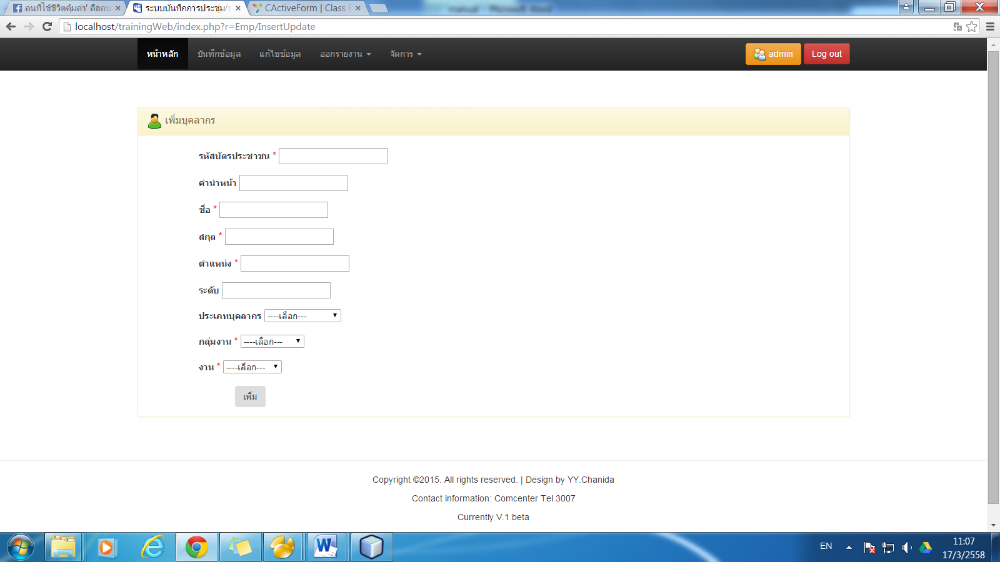 คนที่ใช้ชีวิตคุ้มค่า' คือคน
ระบบบันทึกการประชุม/อ
CActiveForm | Class
manual - Microsoft Word
localhost/trainingWeb/index.php?r=Emp/InsertUpdate
หน้าหลัก บันทึกข้อมูล แก้ไขข้อมูล ออกรายงาน จัดการ admin Log out
เพิ่มบุคลากร
รหัสบัตรประชาชน *
คำนำหน้า
ชื่อ *
สกุล *
ตำแหน่ง *
ระดับ
ประเภทบุคลากร ----เลือก---
กลุ่มงาน * ----เลือก---
งาน * ----เลือก---
เพิ่ม
Copyright ©2015. All rights reserved. | Design by YY.Chanida
Contact information: Comcenter Tel.3007
Currently V.1 beta
EN
11:07
17/3/2558